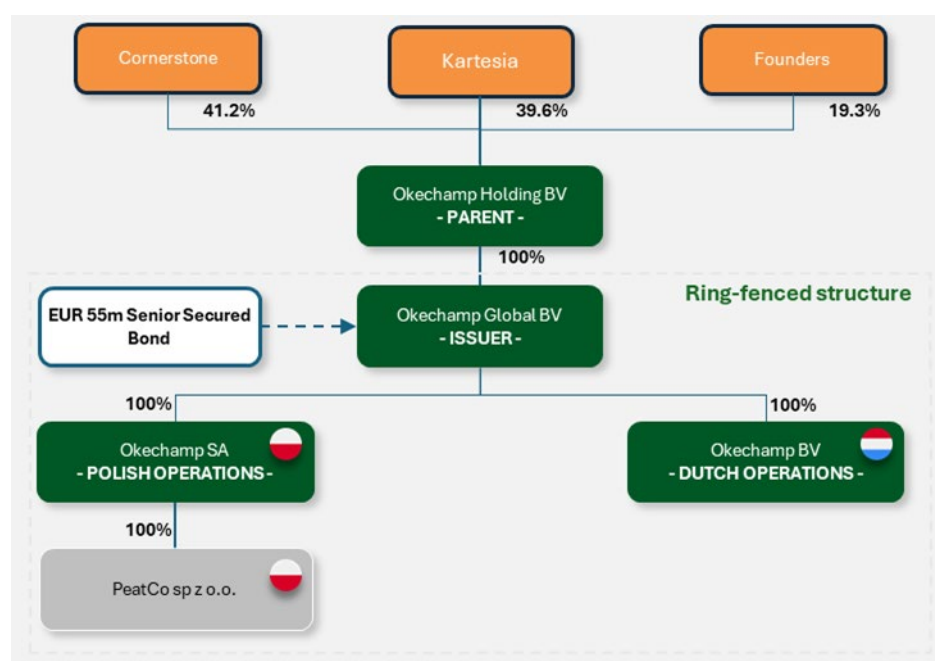 Cornerstone
Kartesia
Founders
41.2%
39.6%
19.3%
Okechamp Holding BV
- PARENT -
100%
Ring-fenced structure
EUR 55m Senior Secured
Bond
Okechamp Global BV
- ISSUER -
100%
100%
Okechamp SA
- POLISH OPERATIONS -
Okechamp BV
- DUTCH OPERATIONS -
100%
PeatCo sp z o.o.